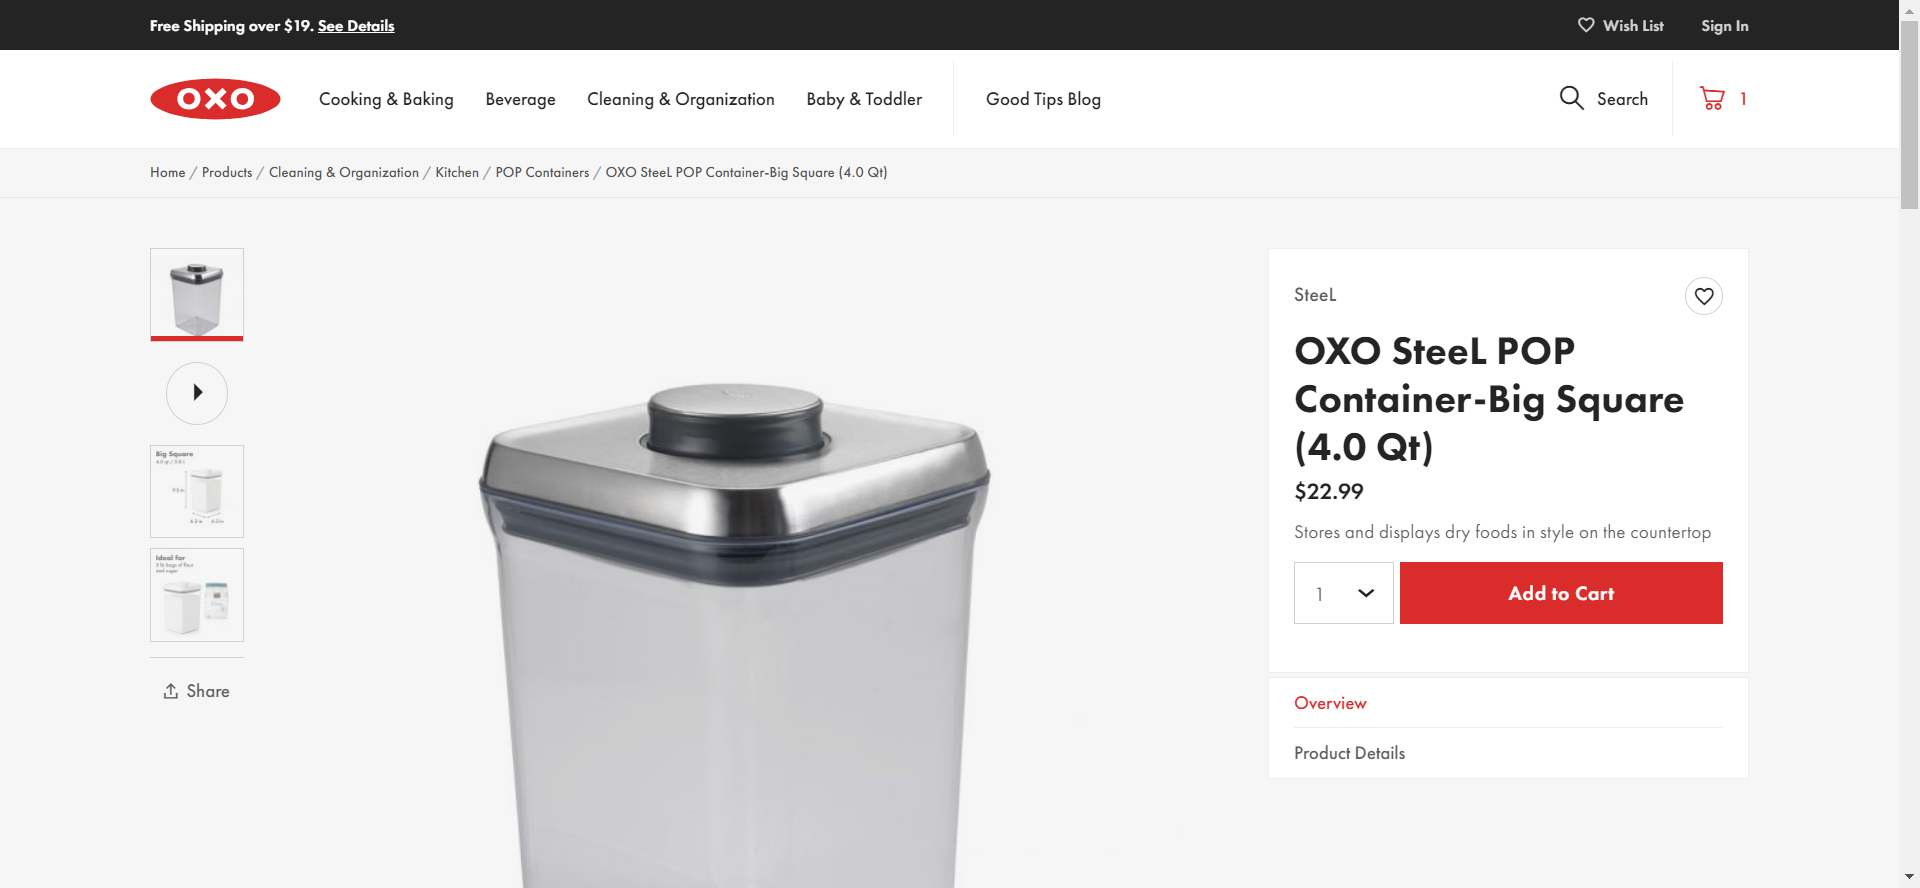 Free Shipping over $19. See Details
Wish List
Sign In
OXO
Cooking & Baking
Beverage
Cleaning & Organization
Baby & Toddler
Good Tips Blog
Search
1
Home / Products / Cleaning & Organization / Kitchen / POP Containers / OXO SteeL POP Container-Big Square (4.0 Qt)
Big Square
Ideal for
Share
SteeL
OXO SteeL POP
Container-Big Square
(4.0 Qt)
$22.99
Stores and displays dry foods in style on the countertop
1
Add to Cart
Overview
Product Details